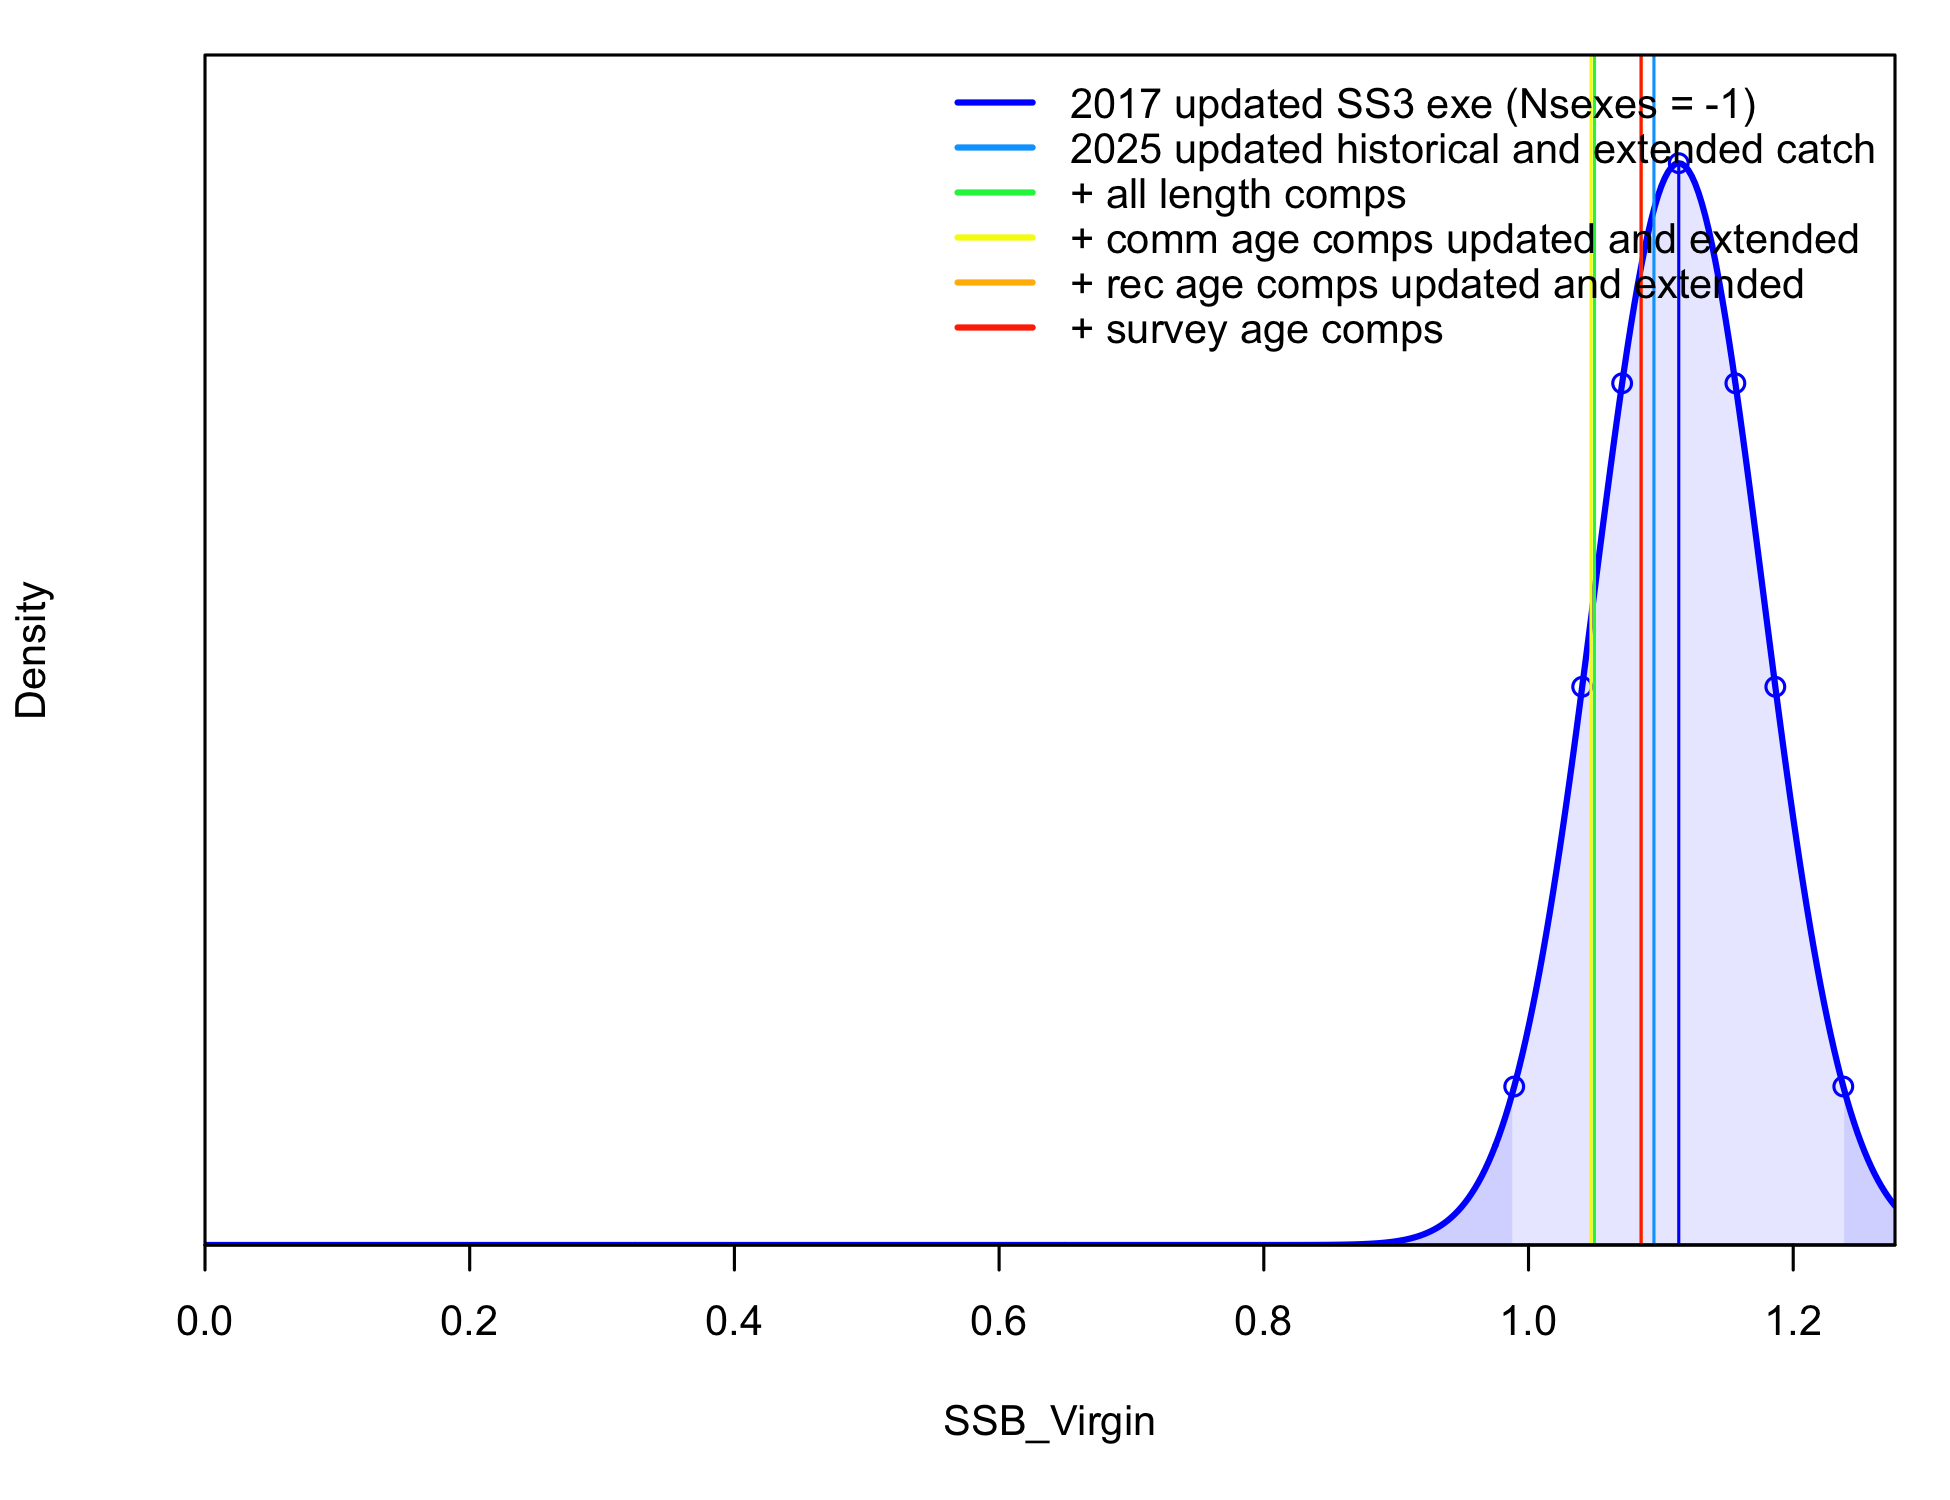 2017 updated SS3 exe (Nsexes = -1)
2025 updated historical and extended catch
+ all length comps
+ comm age comps updated and extended
+ rec age comps updated and extended
+ survey age comps
Density
0.0 0.2 0.4 0.6 0.8 1.0 1.2
SSB_Virgin